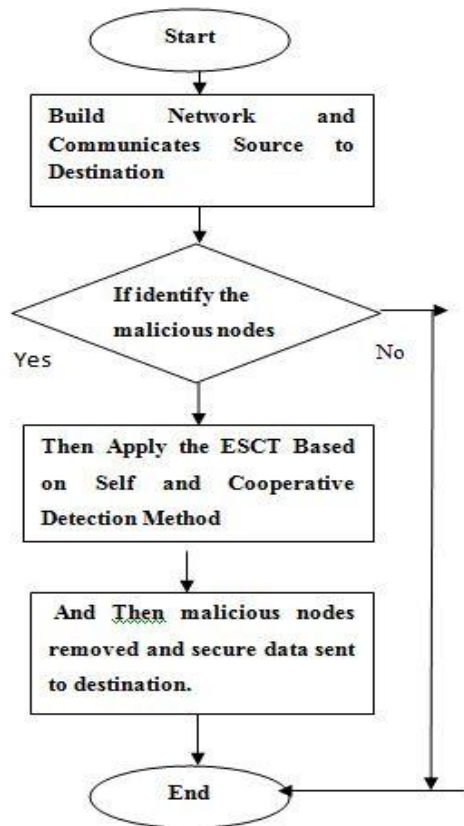 Start
Build Network and
Communicates Source to
Destination
If identify the
malicious nodes
Yes
No
Then Apply the ESCT Based
on Self and Cooperative
Detection Method
And Then malicious nodes
removed and secure data sent
to destination.
End